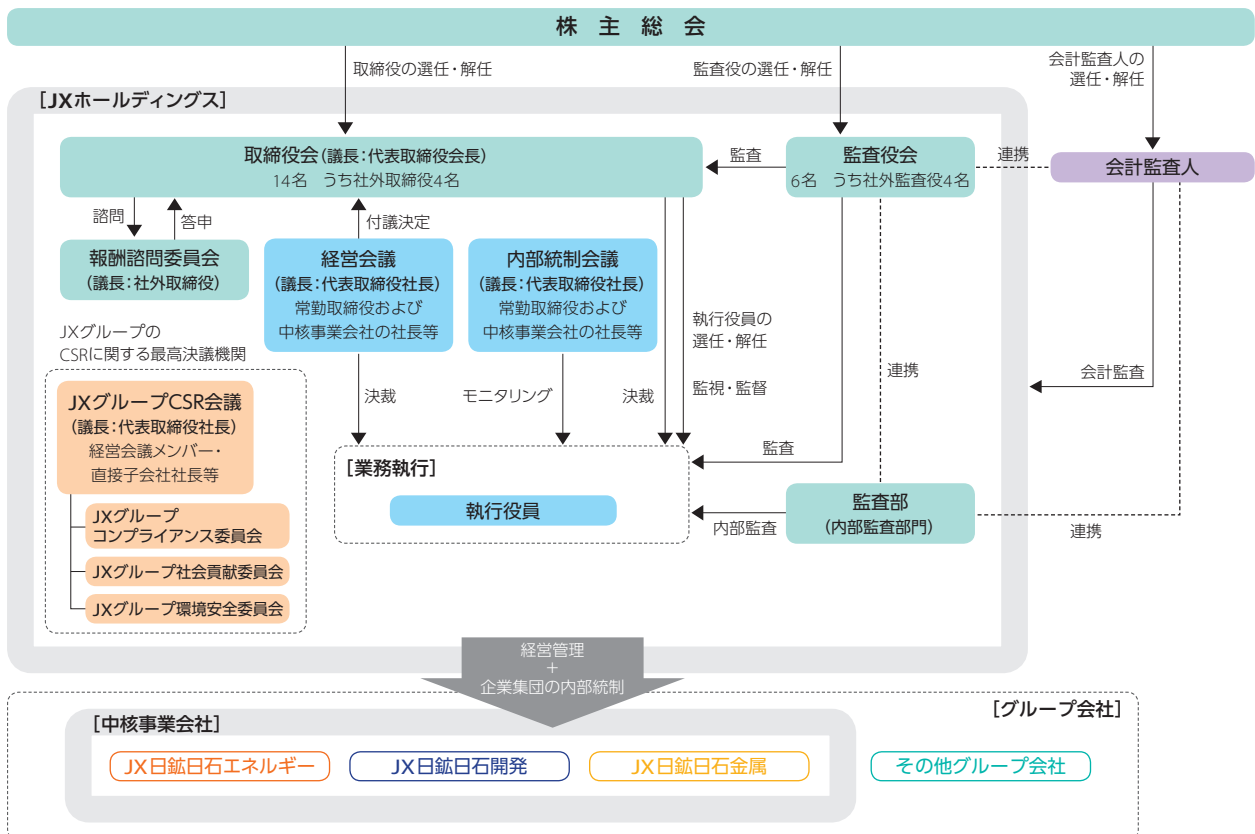 株主総会
取締役の選任・解任
監査役の選任・解任
会計監査人の
選任・解任
[JXホールディングス]
取締役会(議長:代表取締役会長)
14名 うち社外取締役4名
監査
監査役会
6名 うち社外監査役4名
連携
会計監査人
諮問
答申
付議決定
報酬諮問委員会
(議長:社外取締役)
経営会議
(議長:代表取締役社長)
常勤取締役および
中核事業会社の社長等
内部統制会議
(議長:代表取締役社長)
常勤取締役および
中核事業会社の社長等
執行役員の
選任・解任
監視・監督
JXグループの
CSRに関する最高決議機関
連携
会計監査
JXグループCSR会議
(議長:代表取締役社長)
経営会議メンバー・
直接子会社社長等
決裁
モニタリング
決裁
監査
[業務執行]
執行役員
内部監査
監査部
(内部監査部門)
連携
JXグループ
コンプライアンス委員会
JXグループ社会貢献委員会
JXグループ環境安全委員会
経営管理
+
企業集団の内部統制
[グループ会社]
[中核事業会社]
JX日鉱日石エネルギー
JX日鉱日石開発
JX日鉱日石金属
その他グループ会社